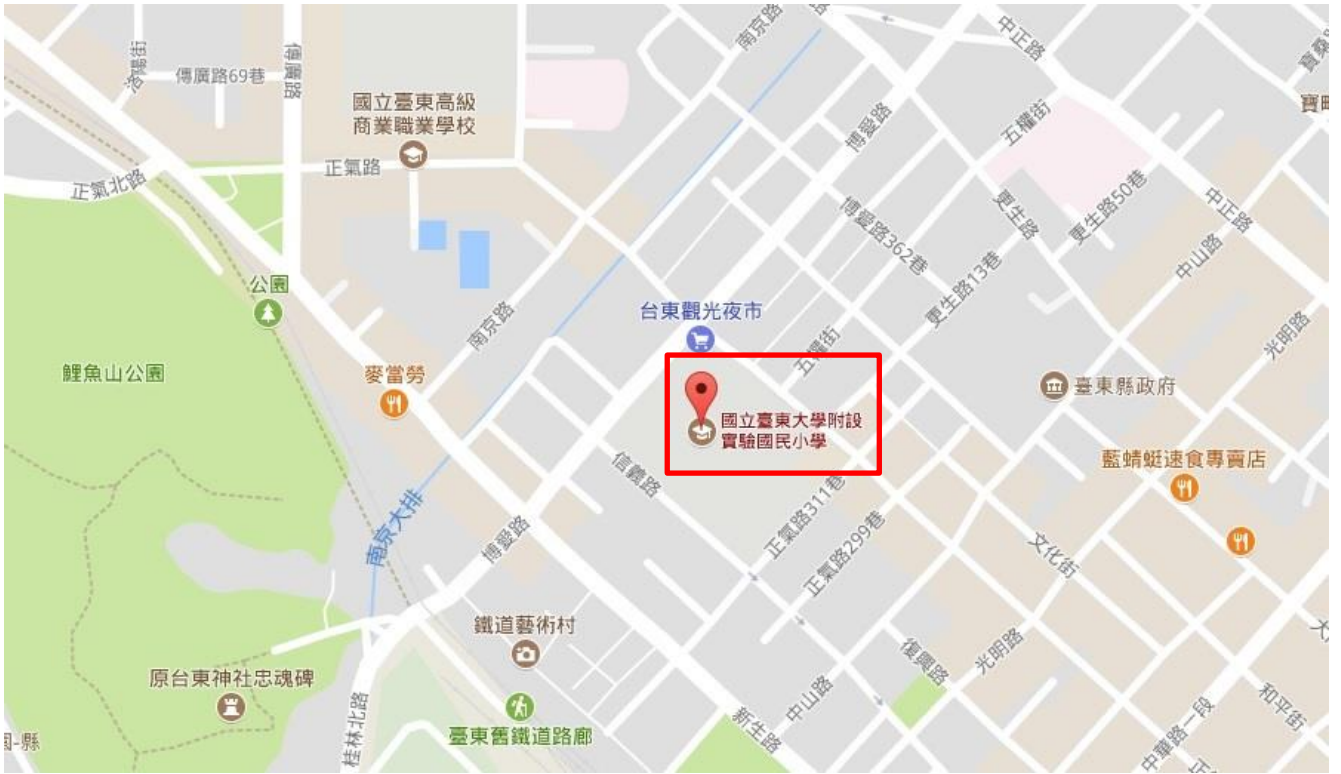 洛陽街
傳廣路69巷
傳廣路
國立臺東高級
商業職業學校
正氣路
正氣北路
南京路
中正路
博愛路
五權街
更生路
更生路50巷
中正路
中山路
博愛路362巷
更生路13巷
光明路
公園
鯉魚山公園
麥當勞
南京路
台東觀光夜市
五權街
國立臺東大學附設
實驗國民小學
臺東縣政府
藍蜻蜓速食專賣店
信義路
正氣路311巷
正氣路299巷
文化街
南京大排
博愛路
鐵道藝術村
原台東神社忠魂碑
臺東舊鐵道路廊
桂林北路
新生路
中山路
復興路
光明路
中華路一段
和平街